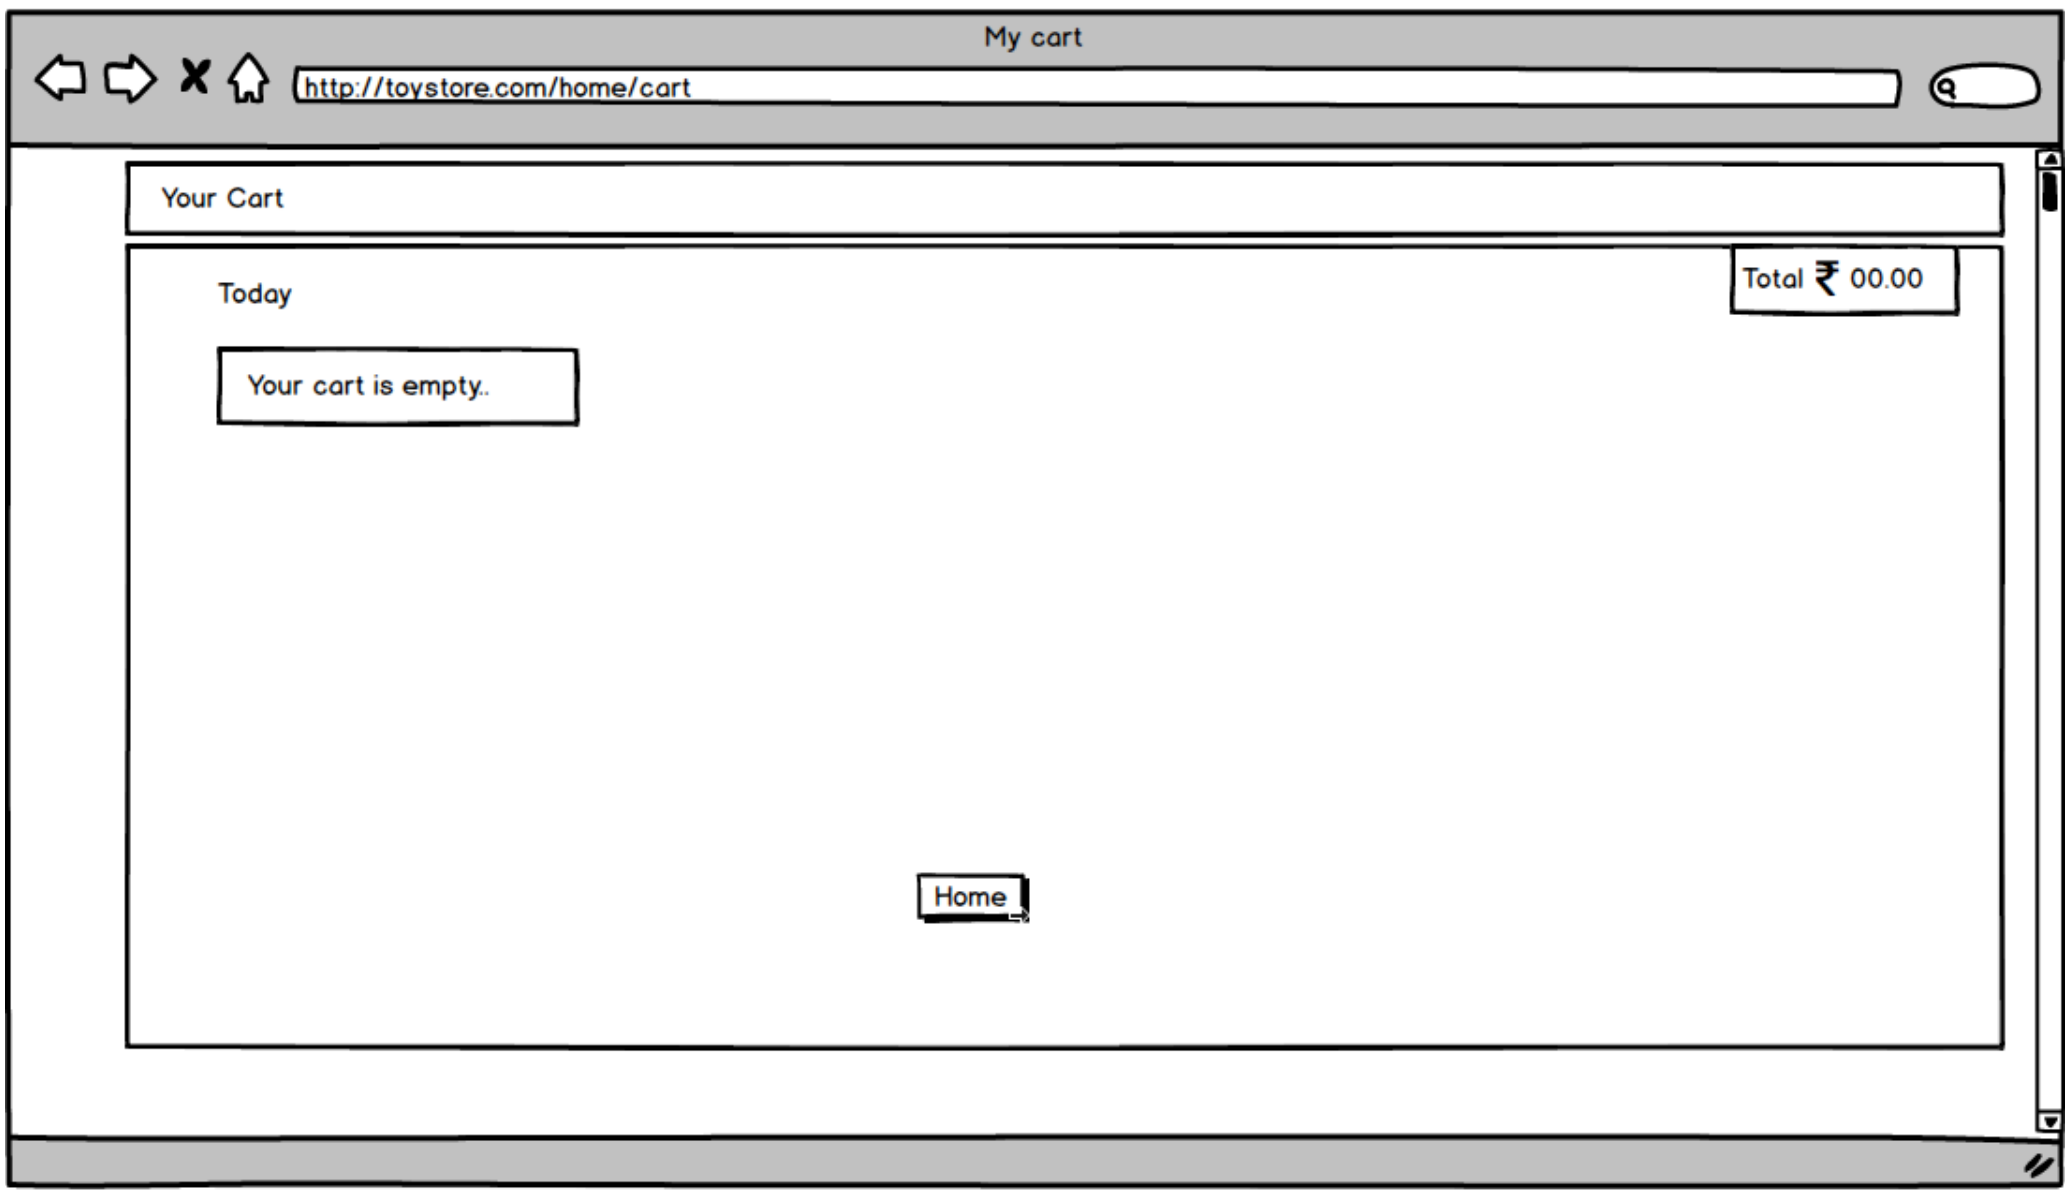 My cart
http://toystore.com/home/cart
Your Cart
Today
Total ₹ 00.00
Your cart is empty..
Home